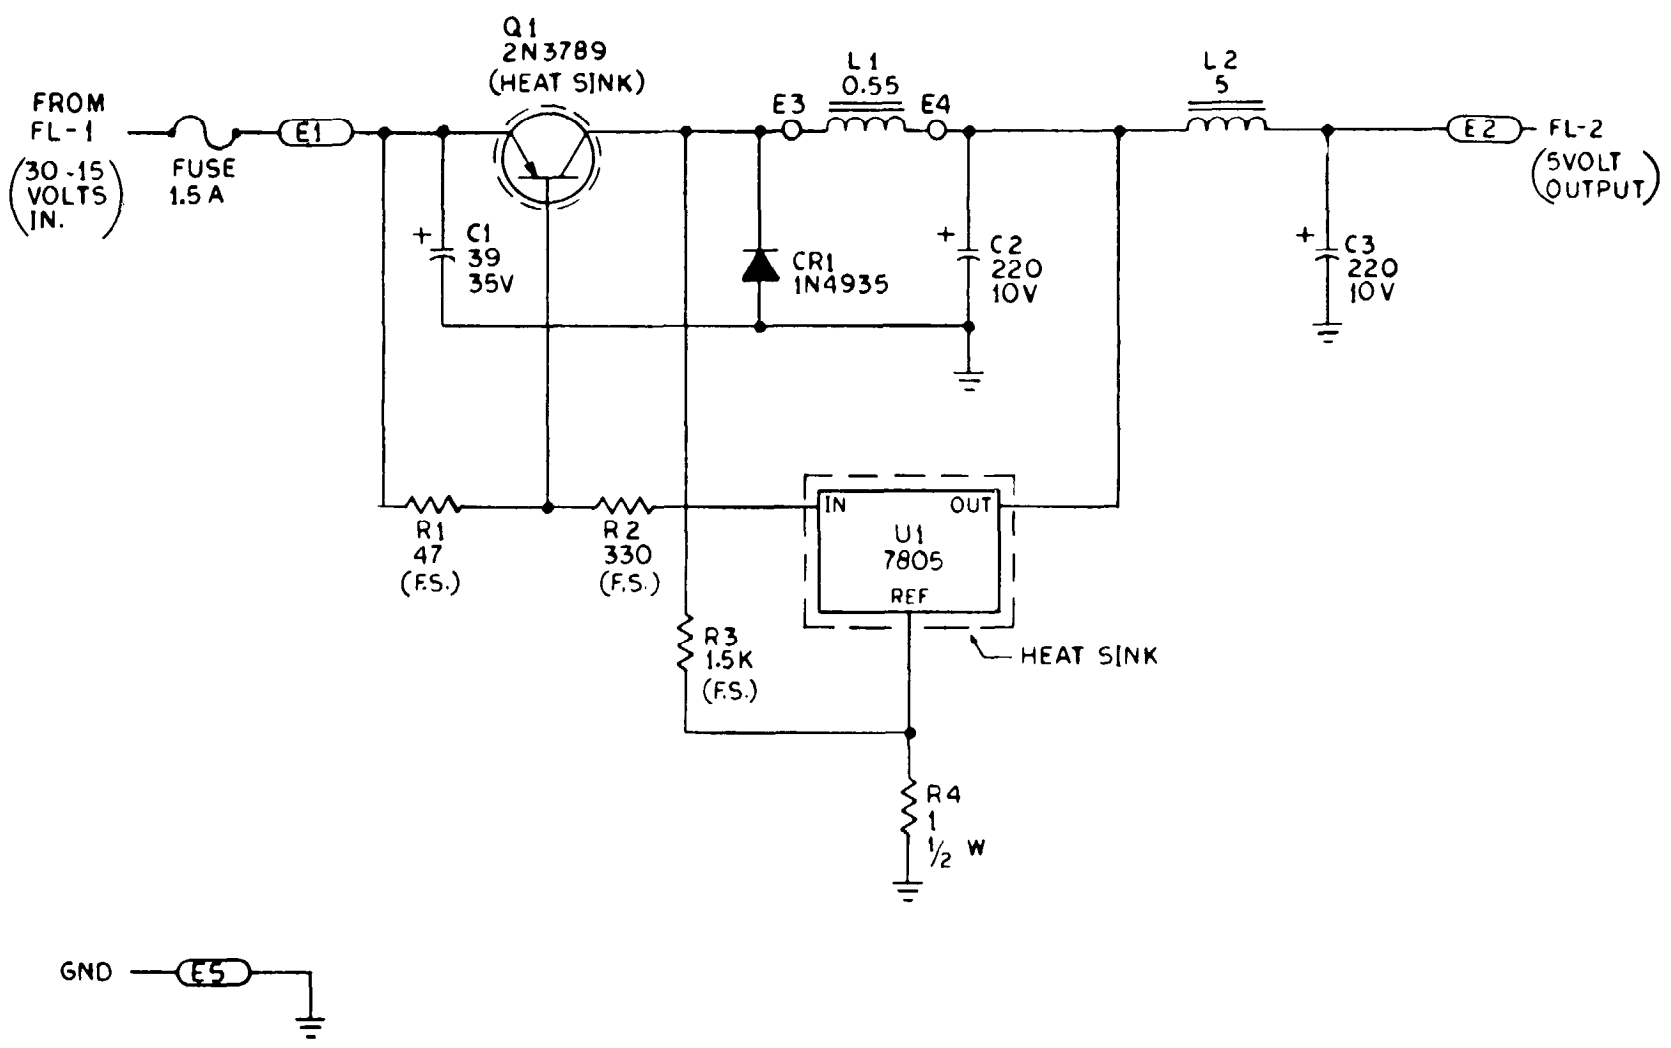 Q1
2N3789
(HEAT SINK)
FROM
FL-1
(30-15
VOLTS
IN.)
FUSE
1.5A
E1
+
C1
39
35V
E3
L1
0.55
E4
CR1
1N4935
+
C2
220
10V
L2
5
+
C3
220
10V
E2
FL-2
(5VOLT
OUTPUT)
R1
47
(F.S.)
R2
330
(F.S.)
IN
OUT
U1
7805
REF
HEAT SINK
R3
1.5K
(F.S.)
R4
1
1/2 W
GND
E5